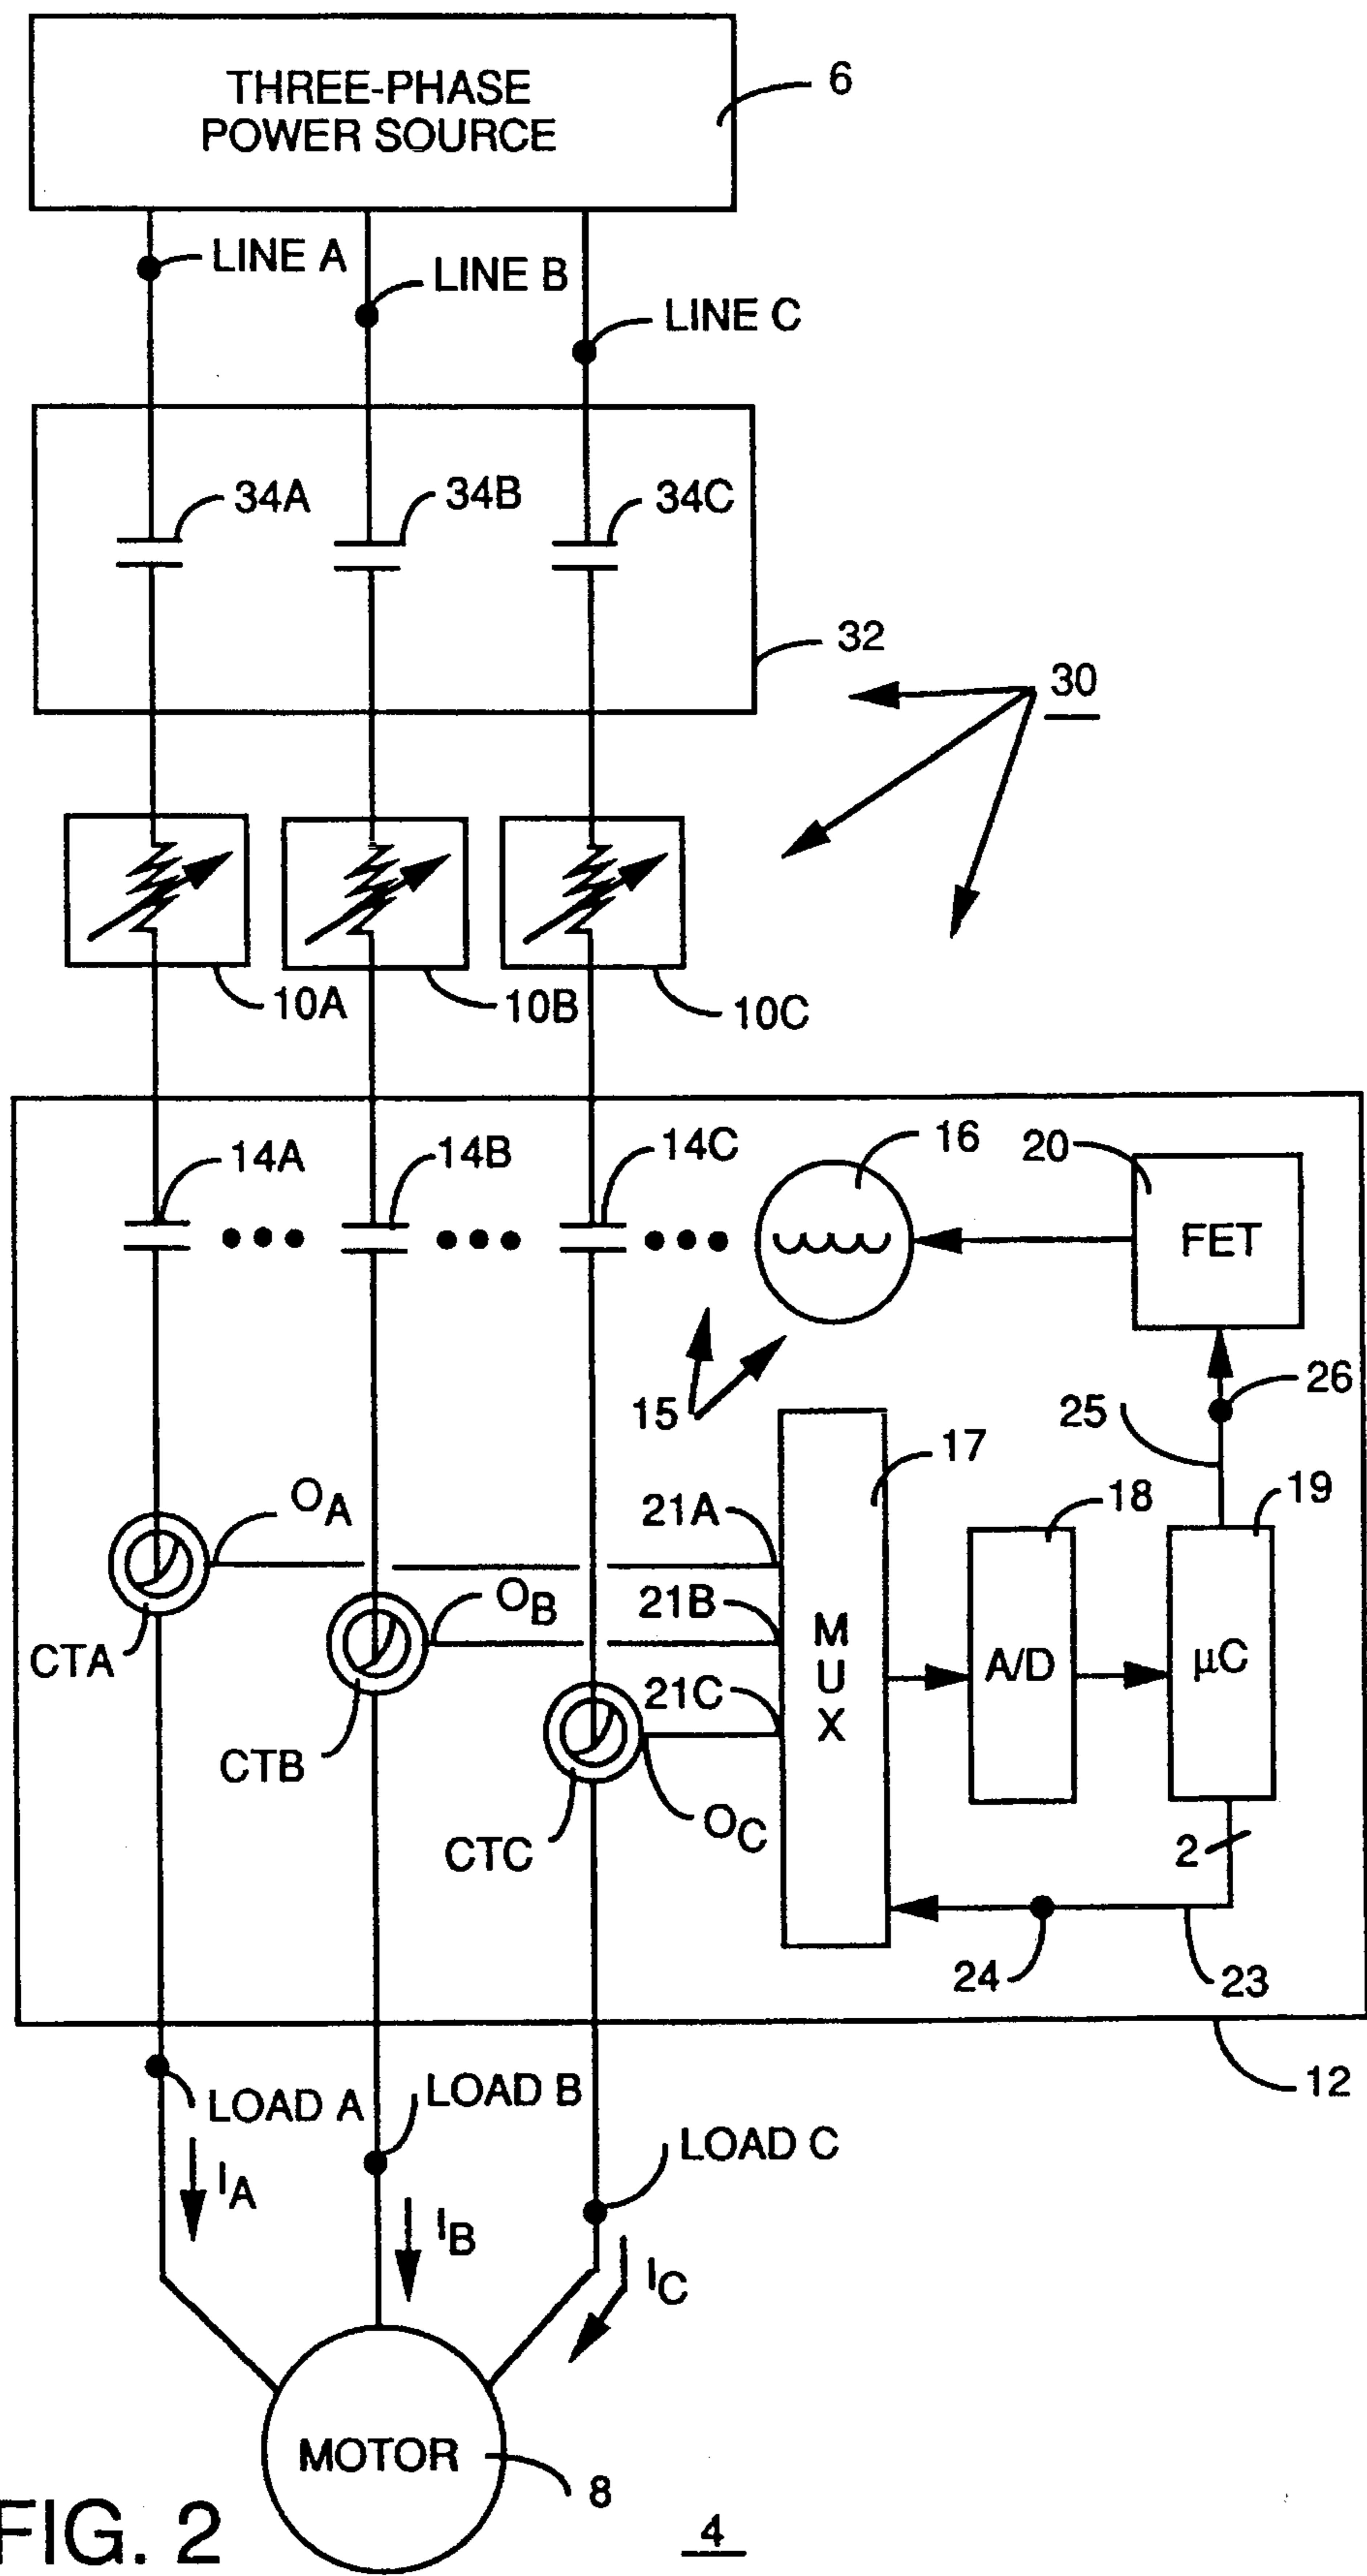 THREE-PHASE
POWER SOURCE
6
LINE A
LINE B
LINE C
34A
34B
34C
32
30
10A
10B
10C
14A
14B
14C
16
20
FET
15
26
25
17
18
19
OA
21A
OB
21B
CTA
MUX
A/D
µC
21C
CTB
OC
CTC
2
24
23
12
LOAD A
LOAD B
LOAD C
IA
IB
IC
MOTOR
8
FIG. 2
4